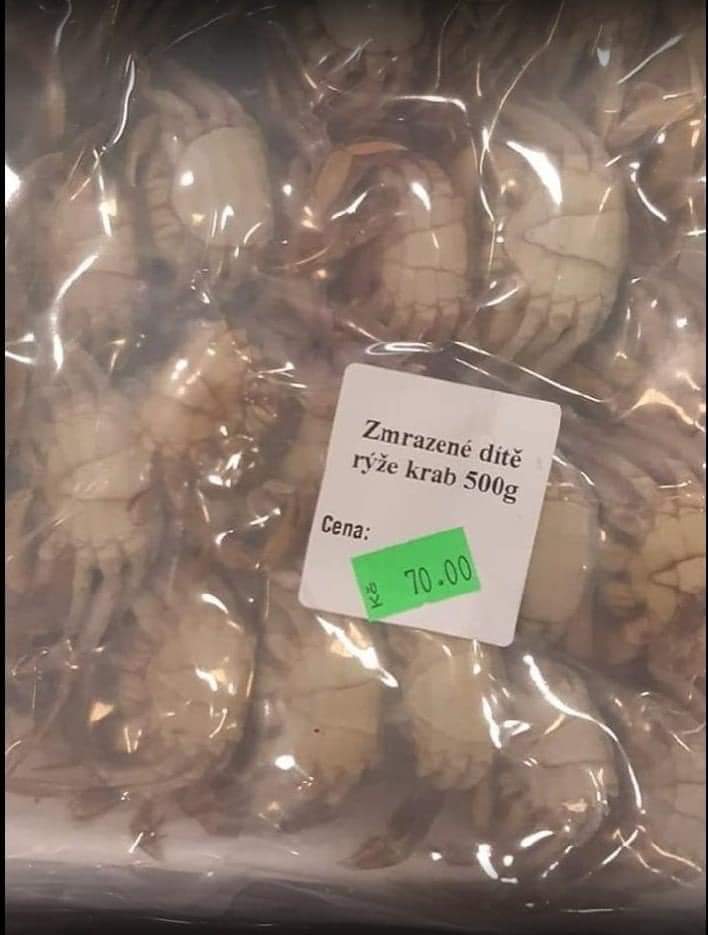 Zmrazené dítě
rýže krab 500g
Cena:
Kč 70.00